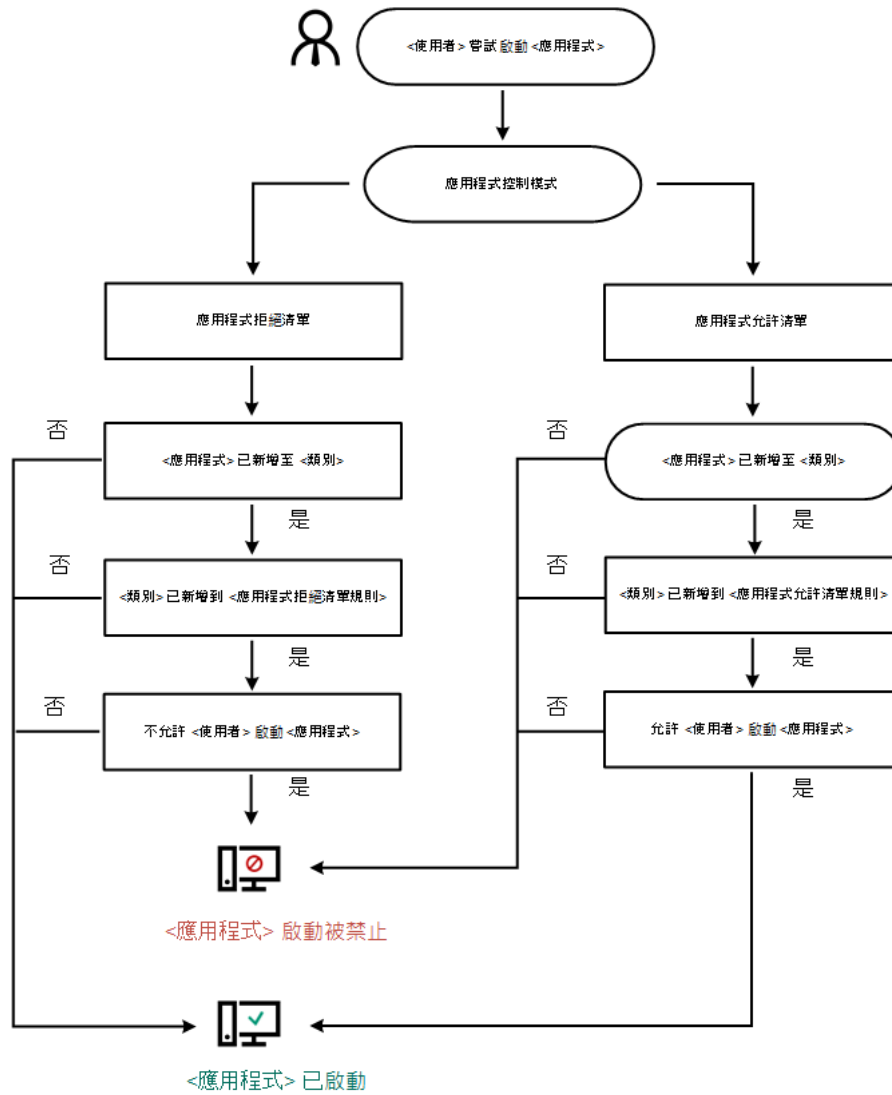 <使用者> 嘗試 啟動 <應用程式>
應用程式控制模式
應用程式拒絕清單
應用程式允許清單
否
<應用程式> 已新增至 <類別>
是
否
<應用程式> 已新增至 <類別>
是
否
<類別> 已新增到 <應用程式拒絕清單規則>
是
否
<類別> 已新增到 <應用程式允許清單規則>
是
否
不允許 <使用者> 啟動 <應用程式>
是
否
允許 <使用者> 啟動 <應用程式>
是
<應用程式> 啟動被禁止
<應用程式> 已啟動